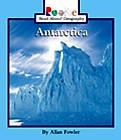 Rookie
Read-About® Geography
Antarctica
By Allan Fowler